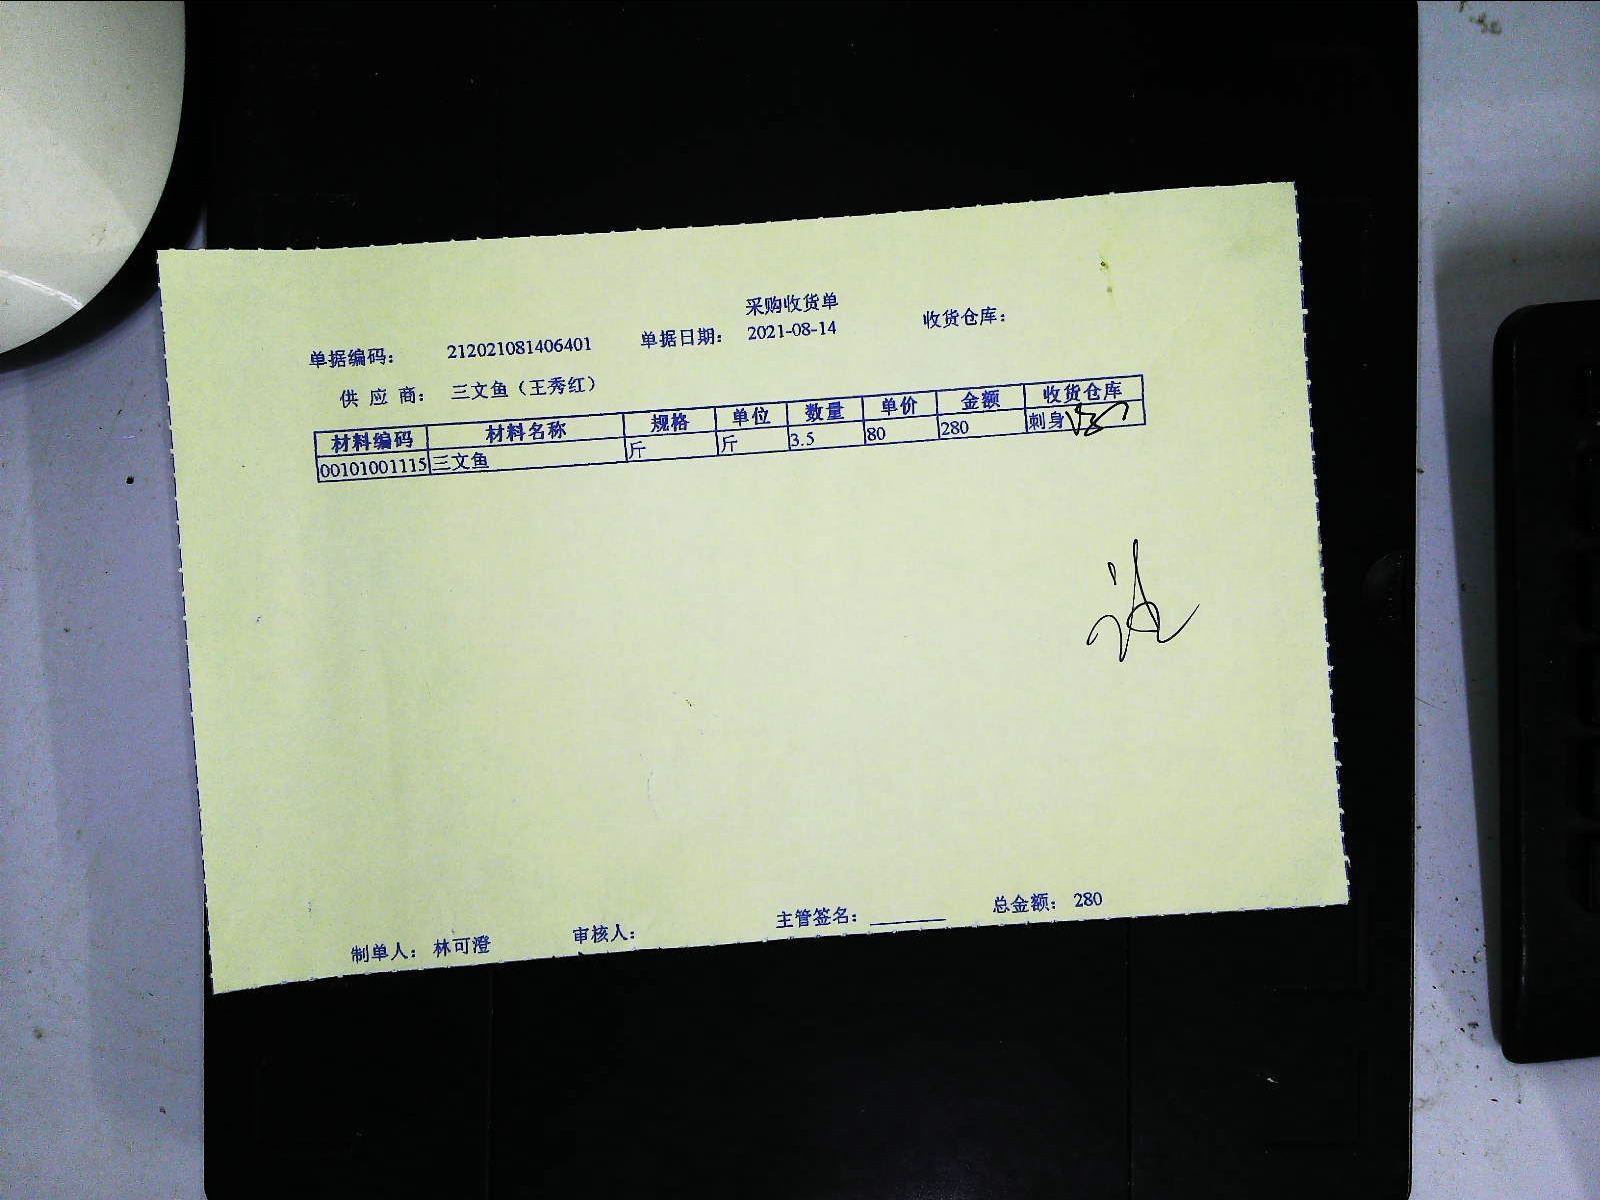 采购收货单
单据编码： 212021081406401 单据日期： 2021-08-14 收货仓库：
供 应 商： 三文鱼（王秀红）
材料编码 材料名称 规格 单位 数量 单价 金额 收货仓库
00101001115 三文鱼 斤 斤 3.5 80 280 刺身
制单人： 林可澄 审核人： 主管签名： 总金额： 280